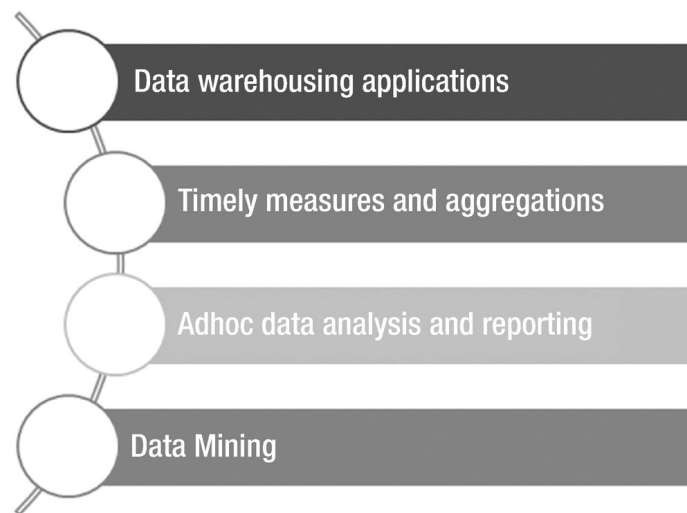 Data warehousing applications
Timely measures and aggregations
Adhoc data analysis and reporting
Data Mining